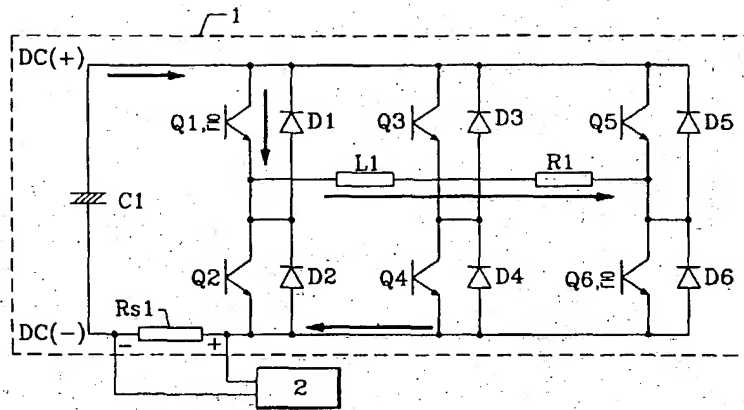 1
DC(+)
Q1,
D1
Q3
D3
Q5
D5
L1
R1
C1
Q2
D2
Q4
D4
Q6,
D6
Rs1
DC(-)
- +
2